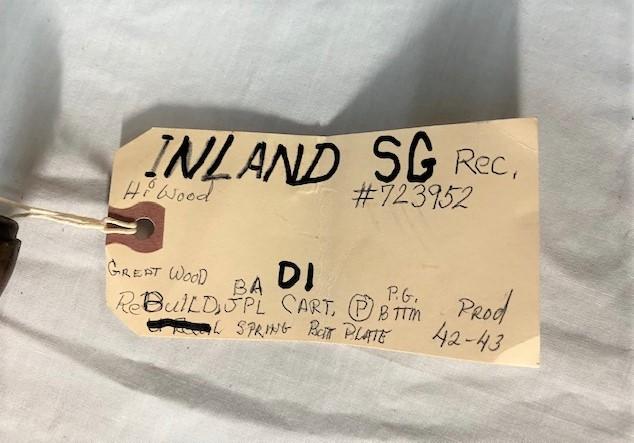 INLAND SG Rec.
Hi Wood #723952
GREAT WOOD BA DI
ReBUILD, JPL CART. Ⓟ P.G. BTTM Prod
SPRING Butt PLATE 42-43